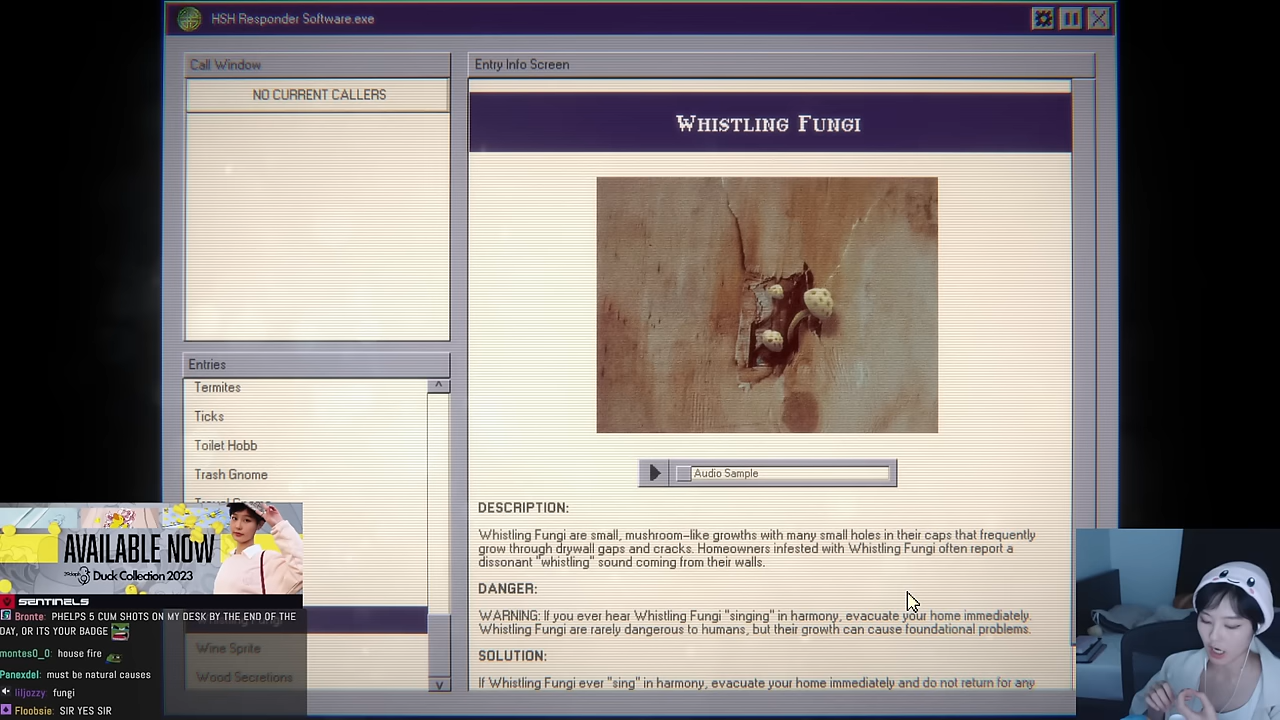 HSH Responder Software.exe
Call Window
NO CURRENT CALLERS
Entries
Termites
Ticks
Toilet Hobb
Trash Gnome
Wine Sprite
Wood Secretions
Entry Info Screen
WHISTLING FUNGI
Audio Sample
DESCRIPTION:
Whistling Fungi are small, mushroom-like growths with many small holes in their caps that frequently
grow through drywall gaps and cracks. Homeowners infested with Whistling Fungi often report a
dissonant "whistling" sound coming from their walls.
DANGER:
WARNING: If you ever hear Whistling Fungi "singing" in harmony, evacuate your home immediately.
Whistling Fungi are rarely dangerous to humans, but their growth can cause foundational problems.
SOLUTION:
If Whistling Fungi ever "sing" in harmony, evacuate your home immediately and do not return for any
AVAILABLE NOW
Duck Collection 2023
SENTINELS
Bronte: PHELPS 5 CUM SHOTS ON MY DESK BY THE END OF THE
DAY, OR ITS YOUR BADGE
montes0_0: house fire
Panexdel: must be natural causes
liljozzy: fungi
Floobsie: SIR YES SIR